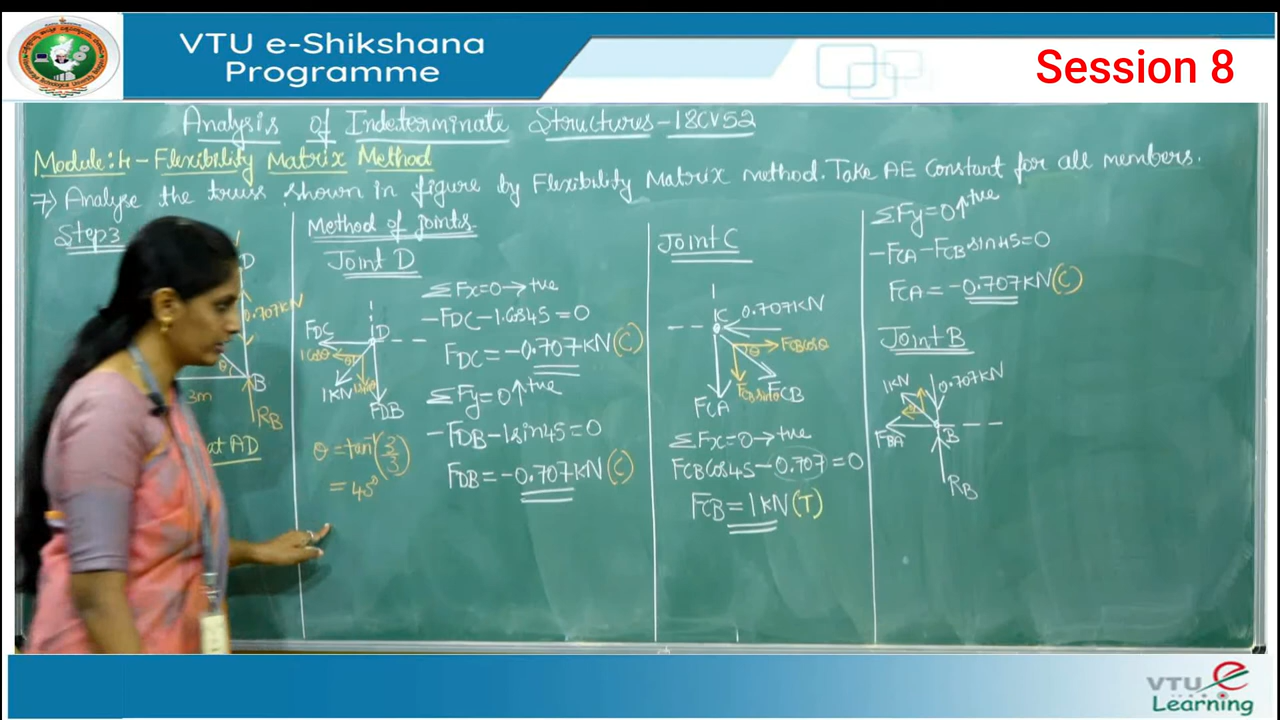 VTU e-Shikshana
Programme
Session 8
Analysis of Indeterminate Structures-18CV52
Module:4-Flexibility Matrix Method
7) Analyse the truss shown in figure by Flexibility Matrix method. Take AE Constant for all members.
Step3
D
0.707KN
θ
B
3m
RB
at AD
Method of joints
Joint D
FDC
D
1cosθ
θ
1KN
FDB
θ=tan⁻¹(3/3)
=45°
ΣFx=0→+ve
-FDC-1.cos45=0
FDC=-0.707KN(C)
ΣFy=0↑+ve
-FDB-1sin45=0
FDB=-0.707KN(C)
Joint C
C
0.707KN
θ
FCBcosθ
FCBsinθ
FCB
FCA
ΣFx=0→+ve
FCBcos45-0.707=0
FCB=1KN(T)
ΣFy=0↑+ve
-FCA-FCBsin45=0
FCA=-0.707KN(C)
Joint B
1KN
0.707KN
θ
FBA
B
RB
VTU e
Learning